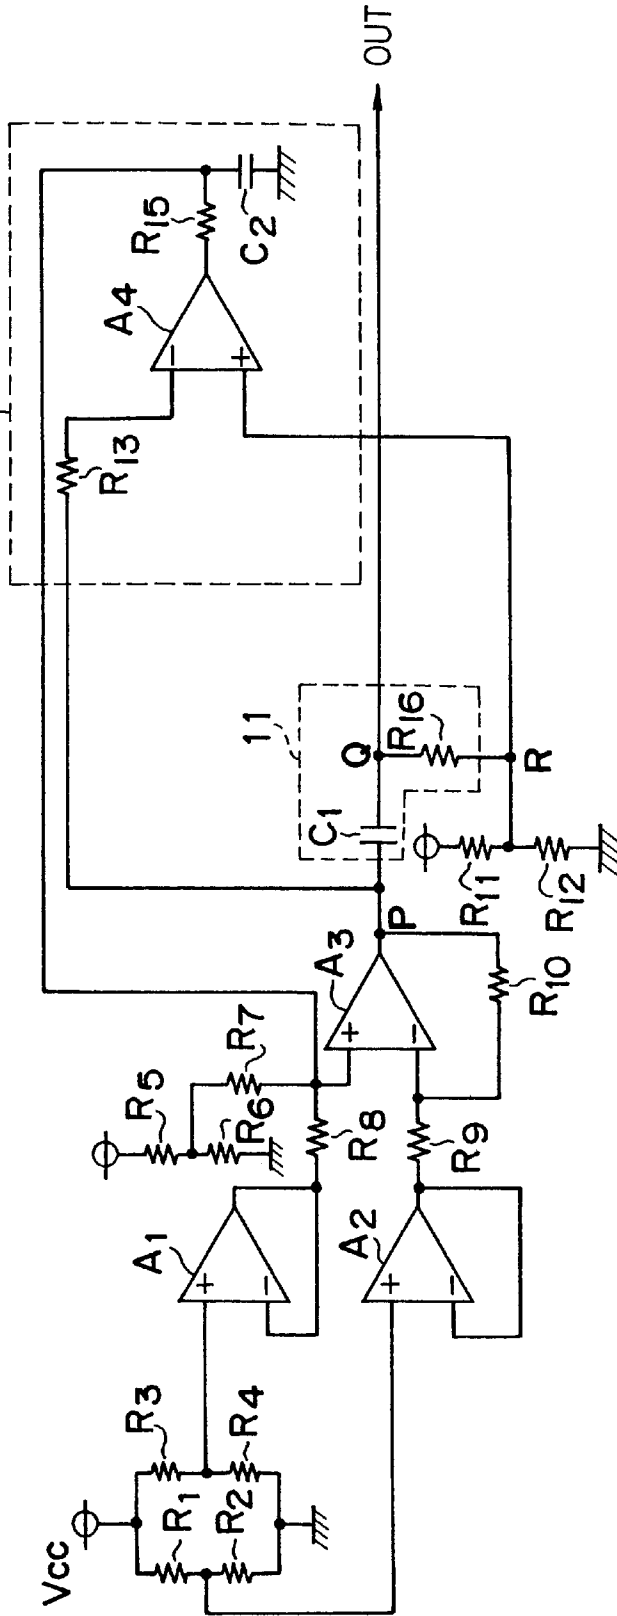 Vcc
R1
R2
R3
R4
A1
+
−
A2
+
−
R5
R6
R7
R8
R9
A3
+
−
R10
P
11
C1
Q
R16
R
R11
R12
R13
A4
−
+
R15
C2
OUT